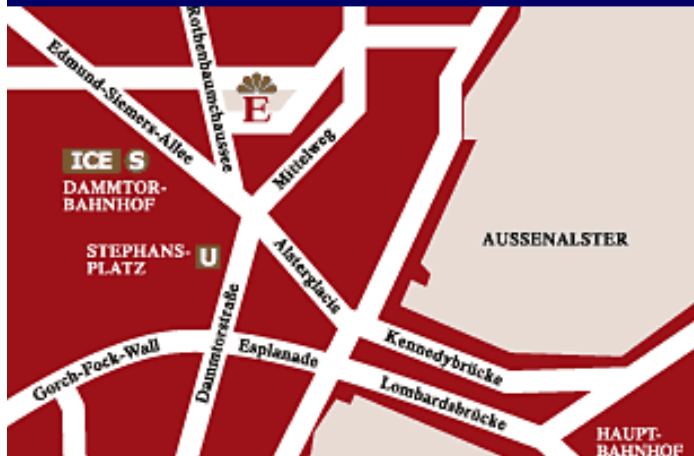 Edmund-Siemers-Allee
Rothenbaumchaussee
E
Mittelweg
ICE S
DAMMTOR-
BAHNHOF
STEPHANS-
PLATZ
U
AUSSENALSTER
Alsterglacis
Dammtorstraße
Gorch-Fock-Wall
Esplanade
Kennedybrücke
Lombardsbrücke
HAUPT-
BAHNHOF